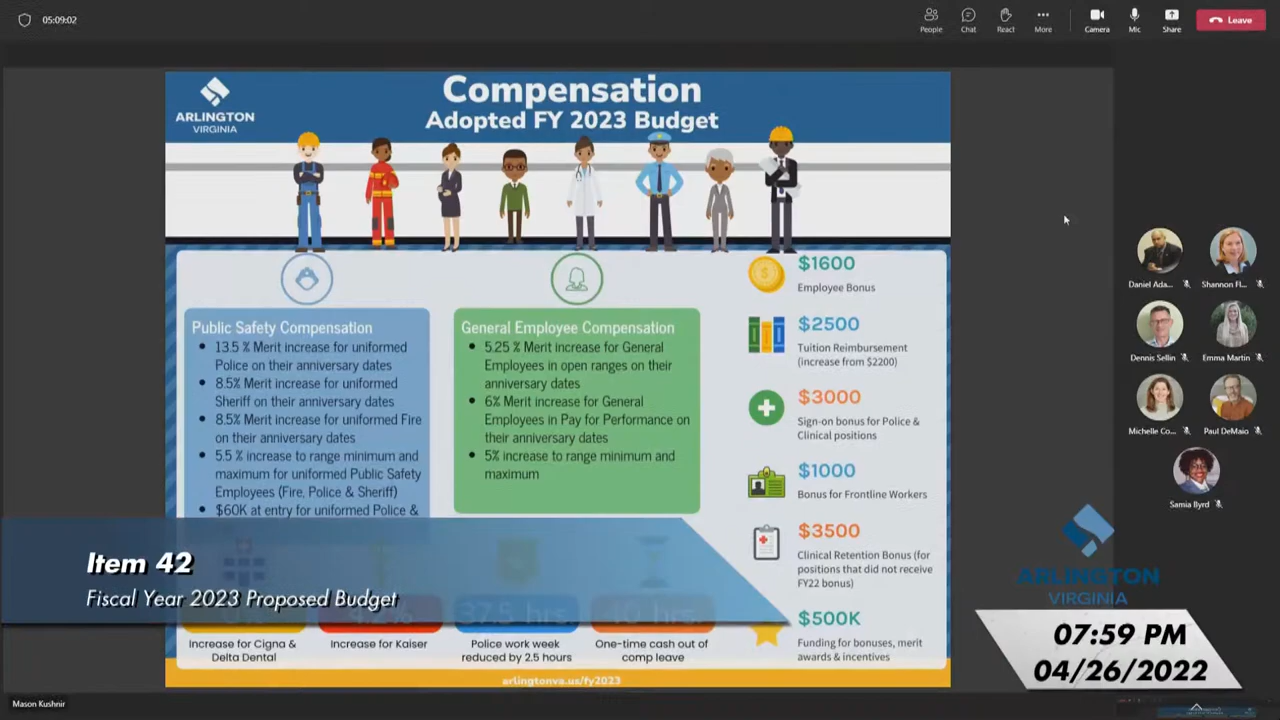 05:09:02
People
Chat
React
More
Camera
Mic
Share
Leave
ARLINGTON
VIRGINIA
Compensation
Adopted FY 2023 Budget
Public Safety Compensation
• 13.5 % Merit increase for uniformed
Police on their anniversary dates
• 8.5% Merit increase for uniformed
Sheriff on their anniversary dates
• 8.5% Merit increase for uniformed Fire
on their anniversary dates
• 5.5 % increase to range minimum and
maximum for uniformed Public Safety
Employees (Fire, Police & Sheriff)
• $60K at entry for uniformed Police &
General Employee Compensation
• 5.25 % Merit increase for General
Employees in open ranges on their
anniversary dates
• 6% Merit increase for General
Employees in Pay for Performance on
their anniversary dates
• 5% increase to range minimum and
maximum
$1600
Employee Bonus
$2500
Tuition Reimbursement
(increase from $2200)
$3000
Sign-on bonus for Police &
Clinical positions
$1000
Bonus for Frontline Workers
$3500
Clinical Retention Bonus (for
positions that did not receive
FY22 bonus)
$500K
Funding for bonuses, merit
awards & incentives
37.5 hrs.
40 hrs.
Increase for Cigna &
Delta Dental
Increase for Kaiser
Police work week
reduced by 2.5 hours
One-time cash out of
comp leave
arlingtonva.us/fy2023
Item 42
Fiscal Year 2023 Proposed Budget
Daniel Ada...
Shannon Fl...
Dennis Sellin
Emma Martin
Michelle Co...
Paul DeMaio
Samia Byrd
ARLINGTON
VIRGINIA
07:59 PM
04/26/2022
Mason Kushnir